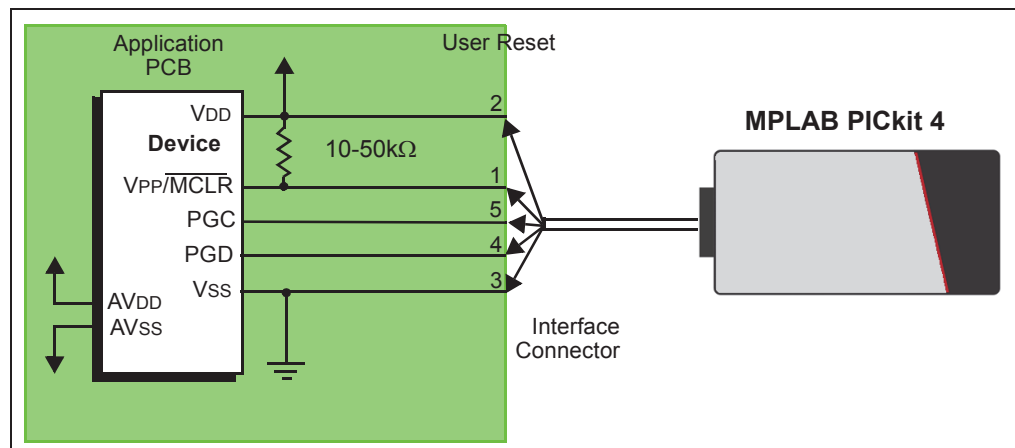 Application
PCB
User Reset
VDD
2
MPLAB PICkit 4
Device
10-50kΩ
VPP/MCLR
1
PGC
5
PGD
4
VSS
3
AVDD
AVSS
Interface
Connector